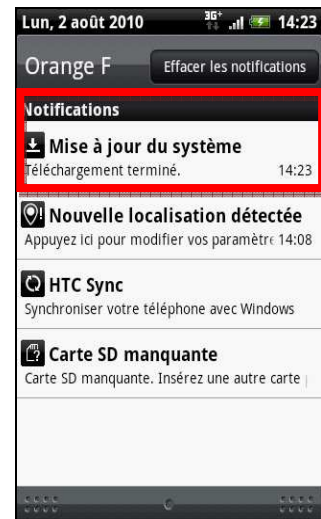 Lun, 2 août 2010 3G+ 14:23
Orange F Effacer les notifications
Notifications
Mise à jour du système
Téléchargement terminé. 14:23
Nouvelle localisation détectée
Appuyez ici pour modifier vos paramètre 14:08
HTC Sync
Synchroniser votre téléphone avec Windows
Carte SD manquante
Carte SD manquante. Insérez une autre carte